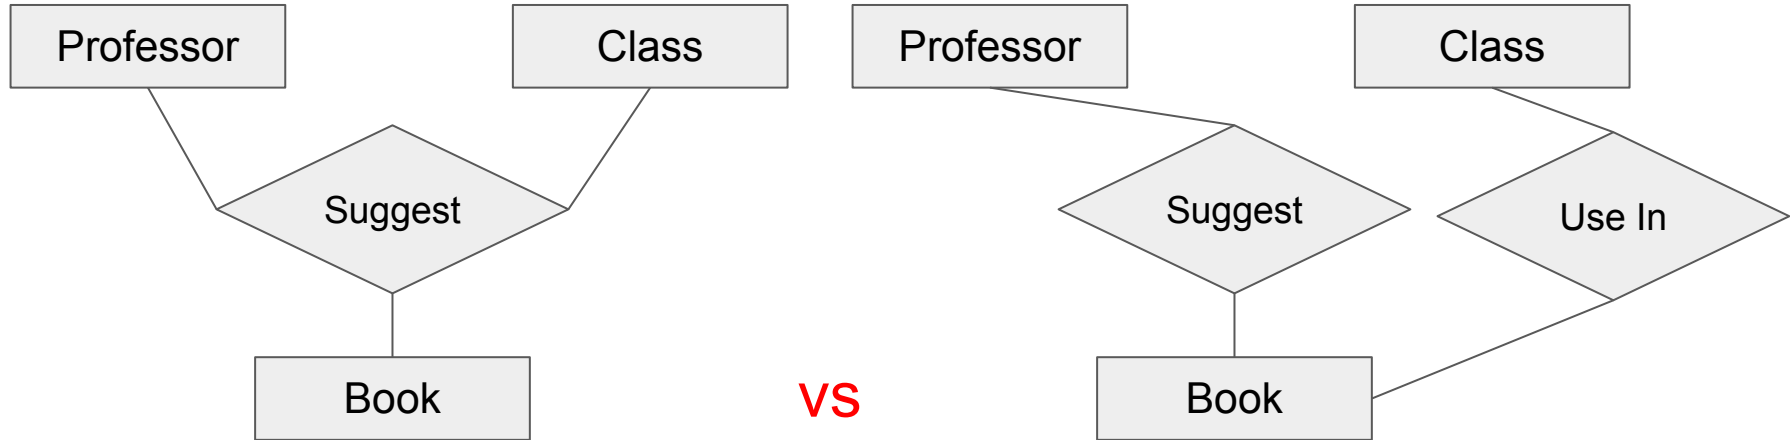 Professor
Class
Professor
Class
Suggest
Suggest
Use In
Book
vs
Book